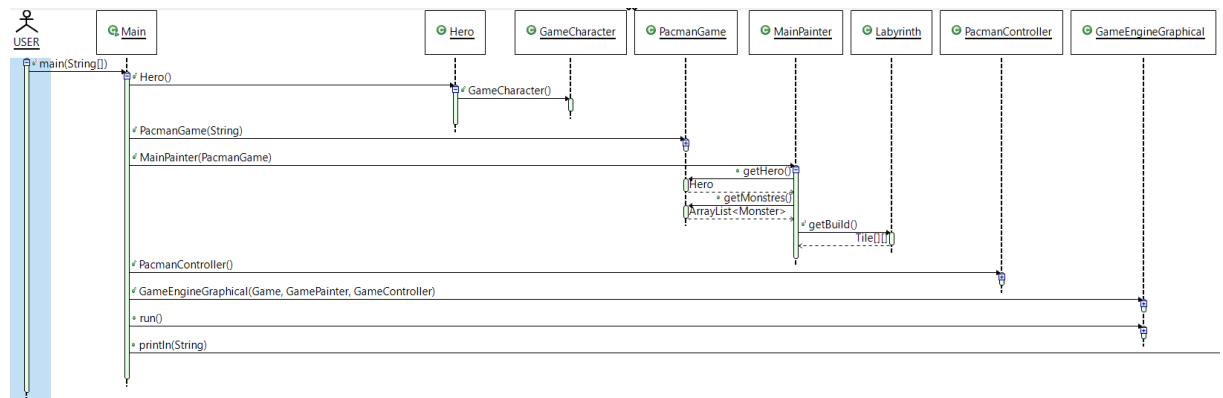 USER
Main
Hero
GameCharacter
PacmanGame
MainPainter
Labyrinth
PacmanController
GameEngineGraphical
main(String[])
Hero()
GameCharacter()
PacmanGame(String)
MainPainter(PacmanGame)
getHero()
Hero
getMonstres()
ArrayList<Monster>
getBuild()
Tile[][]
PacmanController()
GameEngineGraphical(Game, GamePainter, GameController)
run()
println(String)